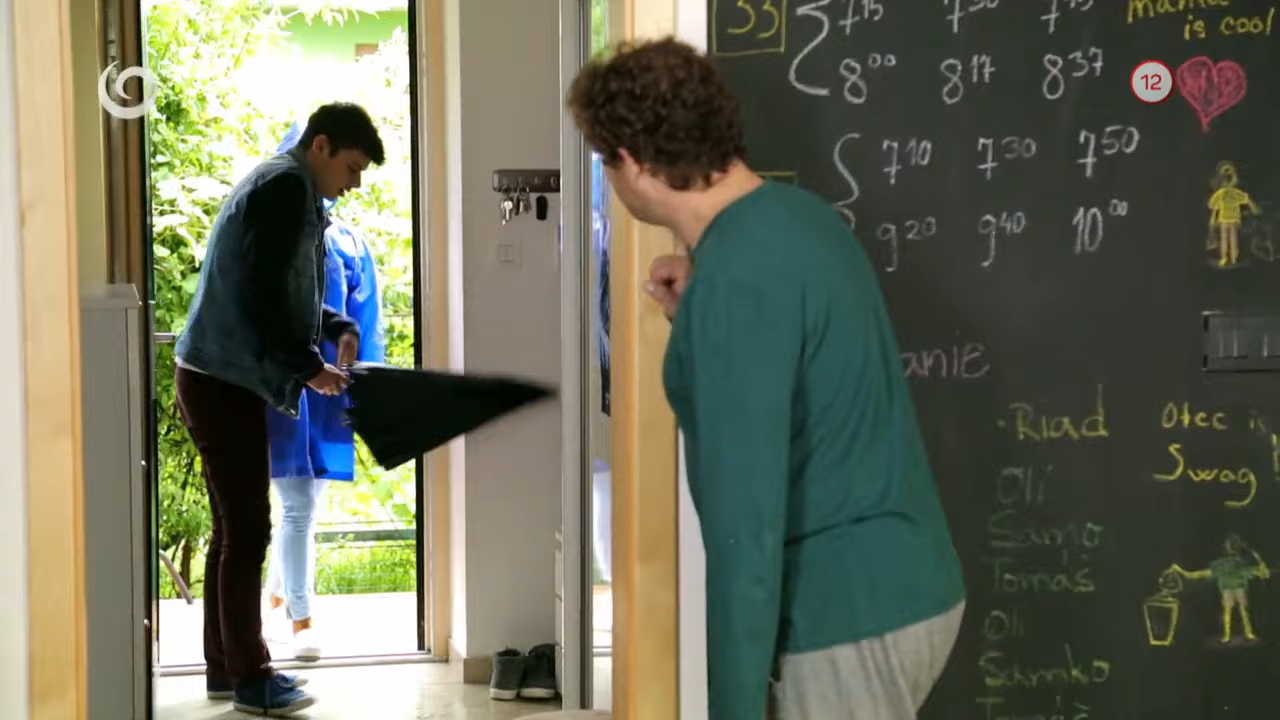 33
7¹⁵ 7³⁰ 7⁴⁵
8⁰⁰ 8¹⁷ 8³⁷
is cool
12
7¹⁰ 7³⁰ 7⁵⁰
9²⁰ 9⁴⁰ 10⁰⁰
anie
· Riad
Oli
Samo
Tomáš
Oli
Samko
Tomáš
Otec is
Swag